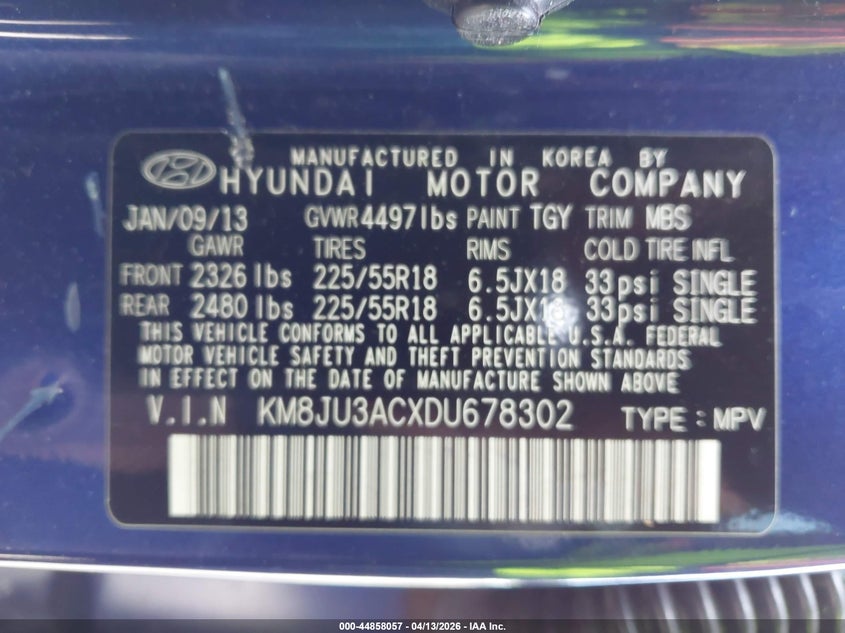 MANUFACTURED IN KOREA BY
HYUNDAI MOTOR COMPANY
JAN/09/13 GVWR 4497lbs PAINT TGY TRIM MBS
GAWR TIRES RIMS COLD TIRE INFL
FRONT 2326 lbs 225/55R18 6.5JX18 33psi SINGLE
REAR 2480 lbs 225/55R18 6.5JX18 33psi SINGLE
THIS VEHICLE CONFORMS TO ALL APPLICABLE U.S.A. FEDERAL
MOTOR VEHICLE SAFETY AND THEFT PREVENTION STANDARDS
IN EFFECT ON THE DATE OF MANUFACTURE SHOWN ABOVE
V.I.N KM8JU3ACXDU678302 TYPE : MPV
000-44858057 - 04/13/2026 - IAA Inc.